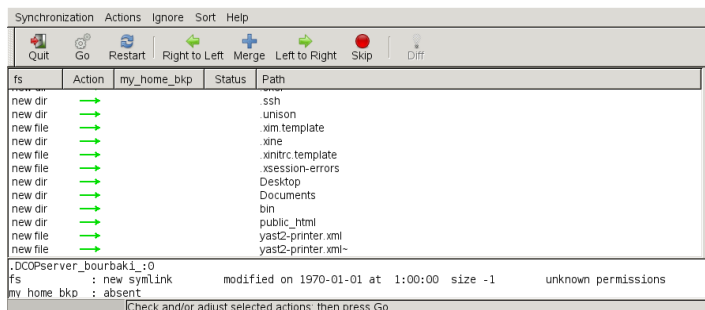 Synchronization Actions Ignore Sort Help
Quit Go Restart Right to Left Merge Left to Right Skip Diff
fs Action my_home_bkp Status Path
new dir .ssh
new dir .unison
new file .xim.template
new dir .xine
new file .xinitrc.template
new file .xsession-errors
new dir Desktop
new dir Documents
new dir bin
new dir public_html
new file yast2-printer.xml
new file yast2-printer.xml~
.DCOPserver_bourbaki_:0
fs : new symlink modified on 1970-01-01 at 1:00:00 size -1 unknown permissions
my home bkp : absent
Check and/or adjust selected actions; then press Go